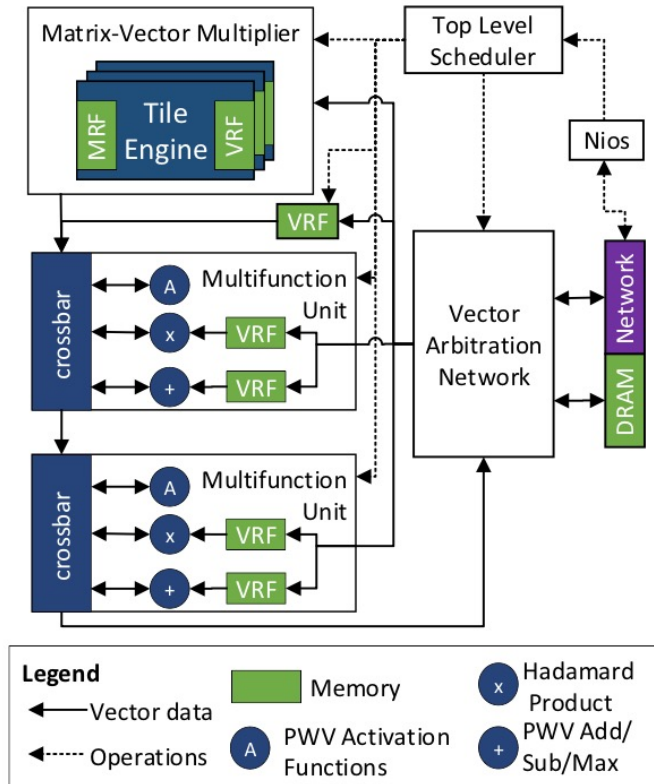 Matrix-Vector Multiplier
MRF
Tile
Engine
VRF
Top Level
Scheduler
Nios
VRF
crossbar
Multifunction
Unit
A
x
VRF
+
VRF
Vector
Arbitration
Network
Network
DRAM
crossbar
Multifunction
Unit
A
x
VRF
+
VRF
Legend
Vector data
Operations
Memory
A
PWV Activation
Functions
x
Hadamard
Product
+
PWV Add/
Sub/Max